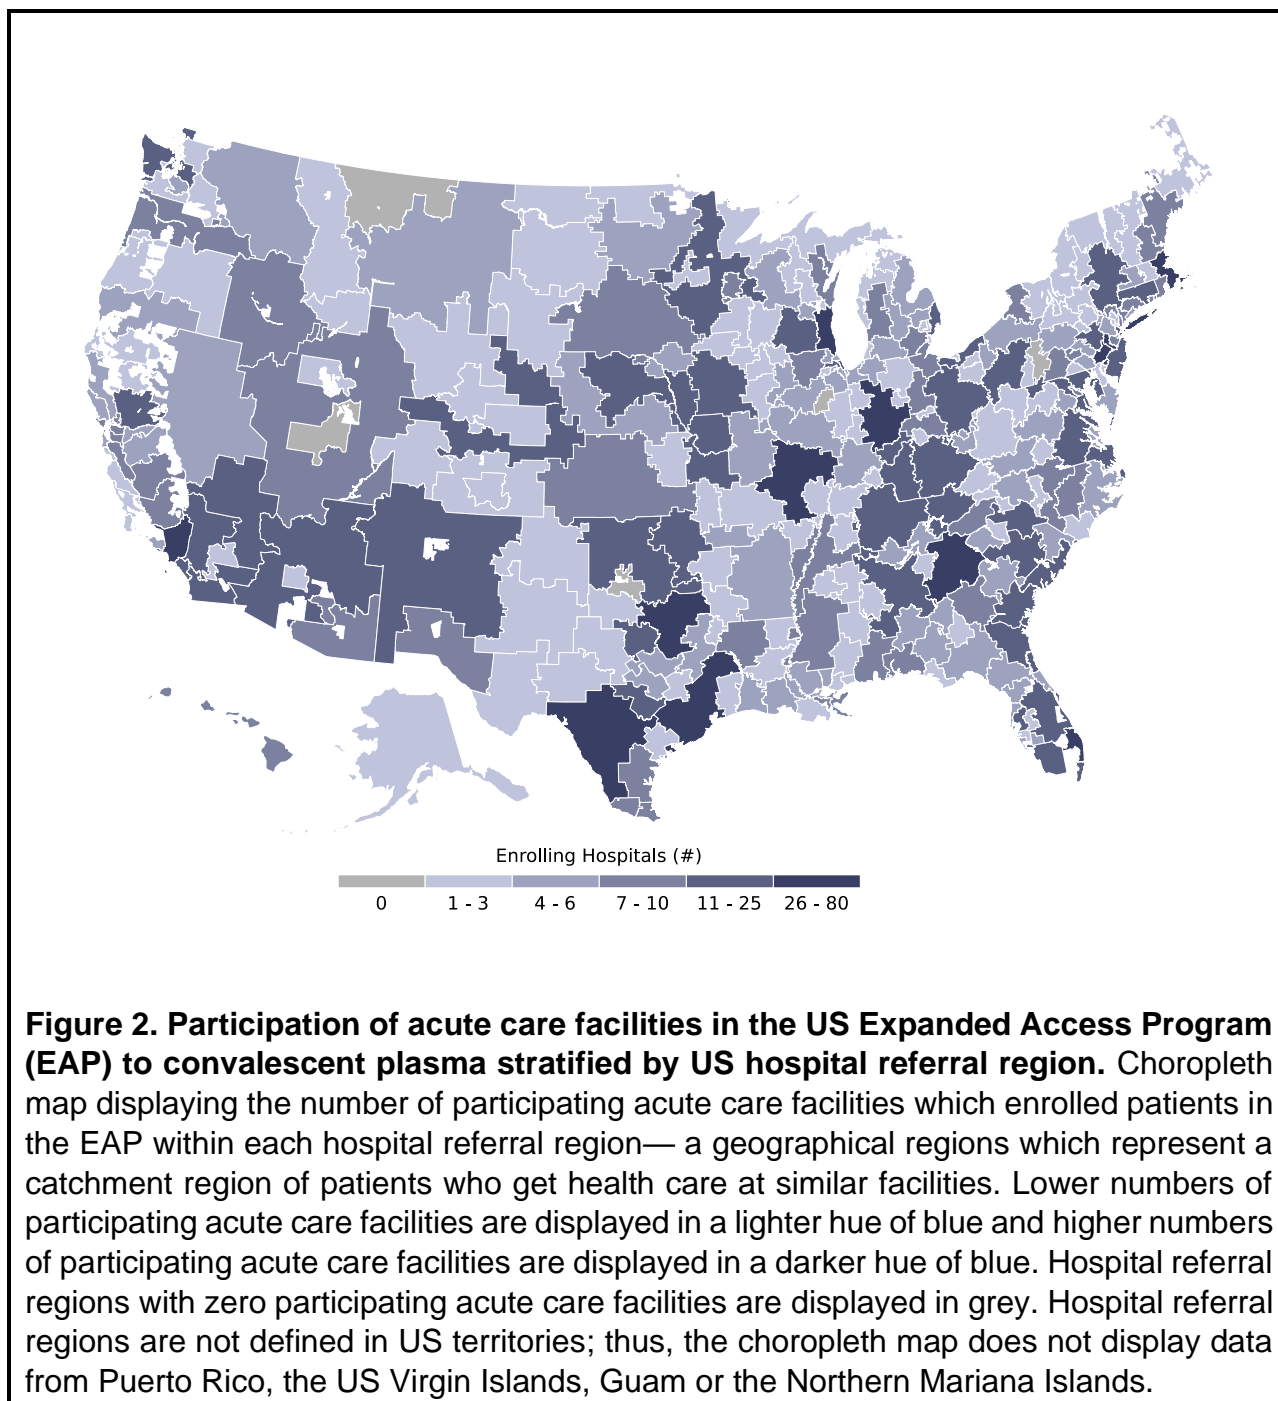 Enrolling Hospitals (#)
0 1 - 3 4 - 6 7 - 10 11 - 25 26 - 80
Figure 2. Participation of acute care facilities in the US Expanded Access Program
(EAP) to convalescent plasma stratified by US hospital referral region. Choropleth
map displaying the number of participating acute care facilities which enrolled patients in
the EAP within each hospital referral region— a geographical regions which represent a
catchment region of patients who get health care at similar facilities. Lower numbers of
participating acute care facilities are displayed in a lighter hue of blue and higher numbers
of participating acute care facilities are displayed in a darker hue of blue. Hospital referral
regions with zero participating acute care facilities are displayed in grey. Hospital referral
regions are not defined in US territories; thus, the choropleth map does not display data
from Puerto Rico, the US Virgin Islands, Guam or the Northern Mariana Islands.